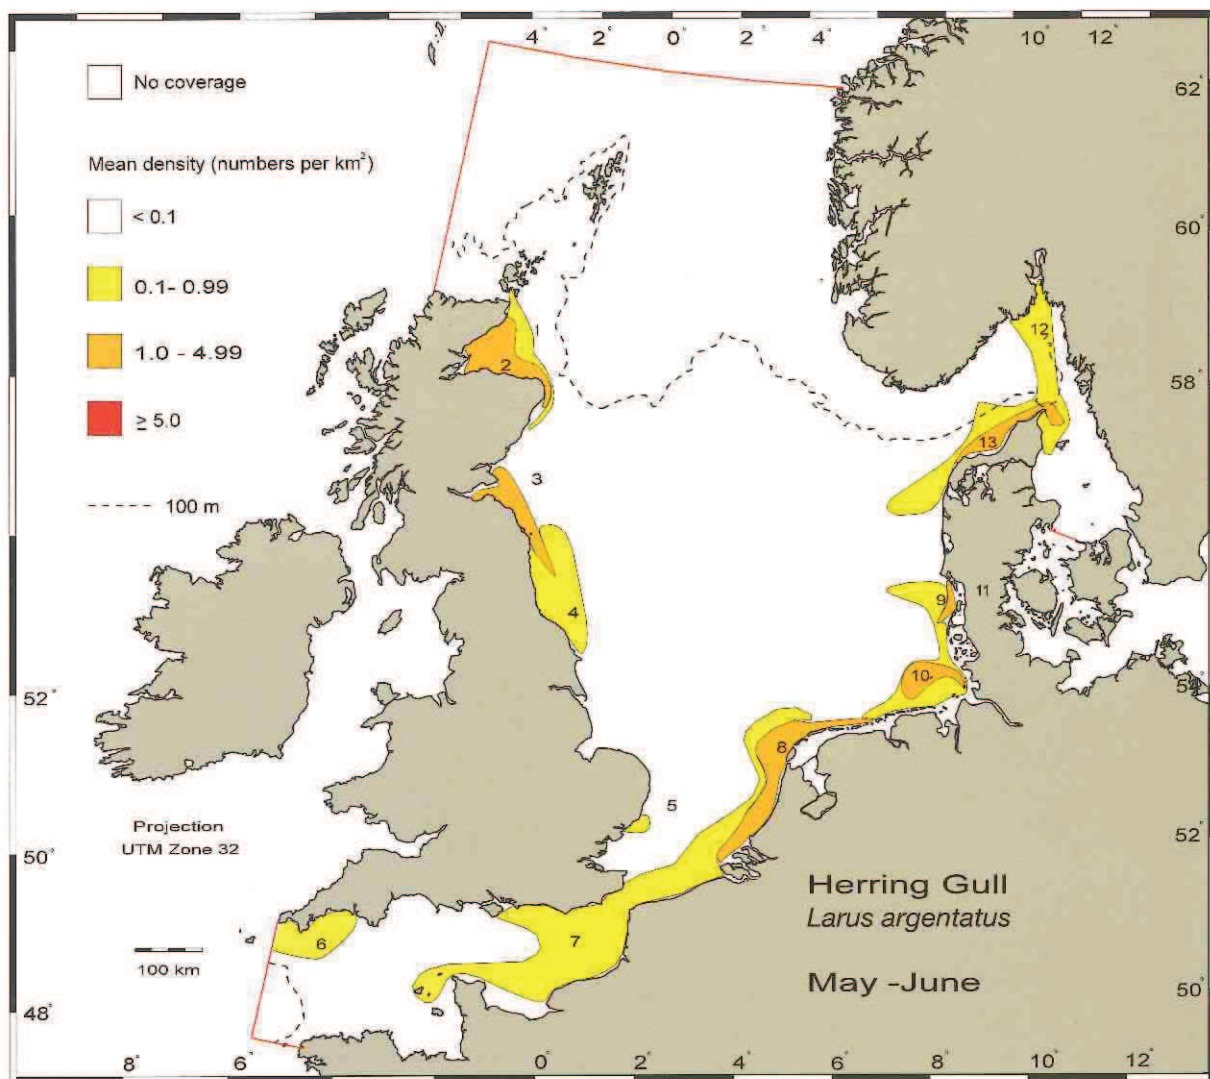 4° 2° 0° 2° 4° 10° 12°
No coverage
Mean density (numbers per km²)
< 0.1
0.1- 0.99
1.0 - 4.99
≥ 5.0
100 m
62°
60°
58°
52°
52°
52°
50°
50°
48°
1
2
3
4
5
6
7
8
9
10
11
12
13
Projection
UTM Zone 32
100 km
Herring Gull
Larus argentatus
May -June
8° 6° 0° 2° 4° 6° 8° 10° 12°